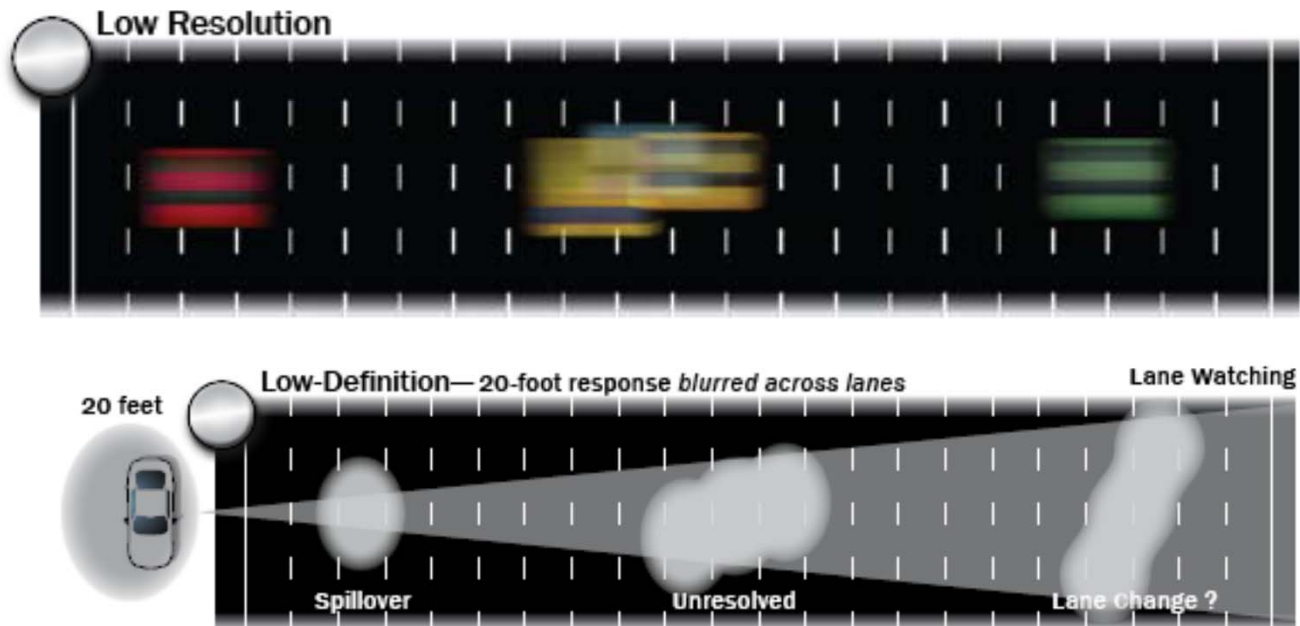 Low Resolution
Low-Definition— 20-foot response blurred across lanes
Lane Watching
20 feet
Spillover
Unresolved
Lane Change ?